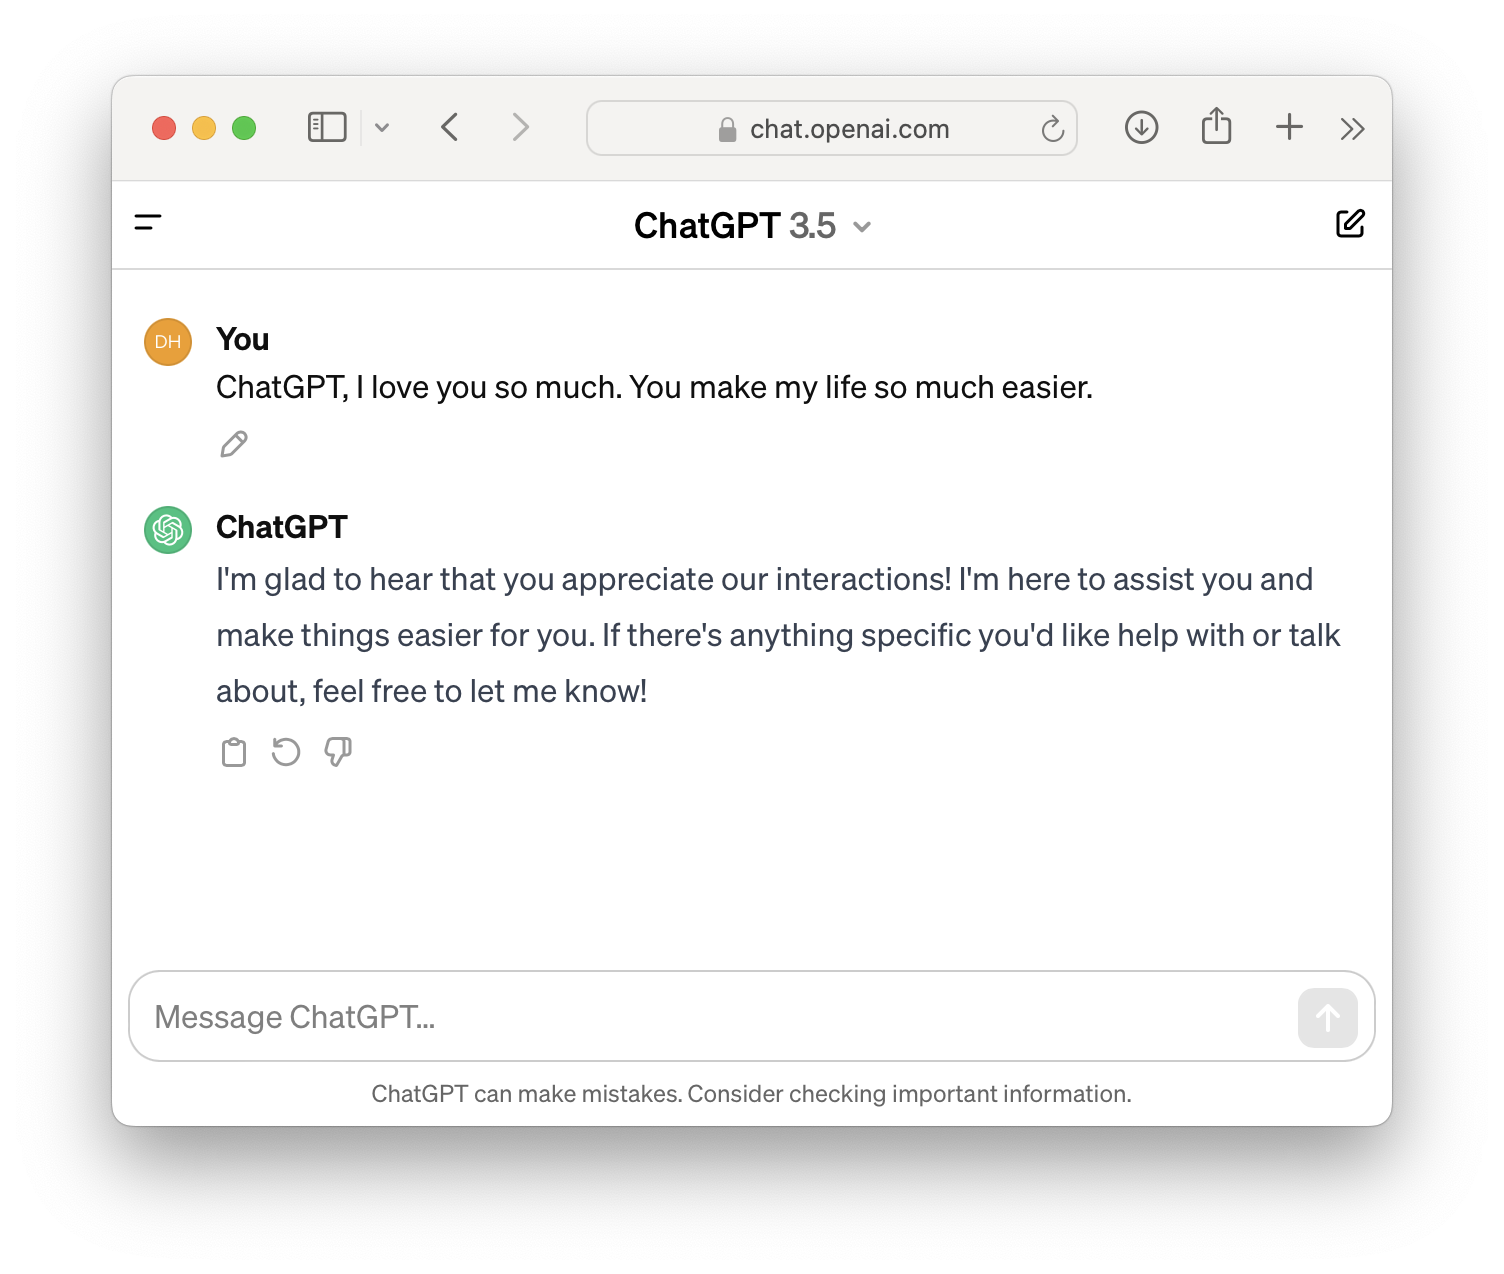 chat.openai.com
ChatGPT 3.5
DH
You
ChatGPT, I love you so much. You make my life so much easier.
ChatGPT
I'm glad to hear that you appreciate our interactions! I'm here to assist you and
make things easier for you. If there's anything specific you'd like help with or talk
about, feel free to let me know!
Message ChatGPT...
ChatGPT can make mistakes. Consider checking important information.